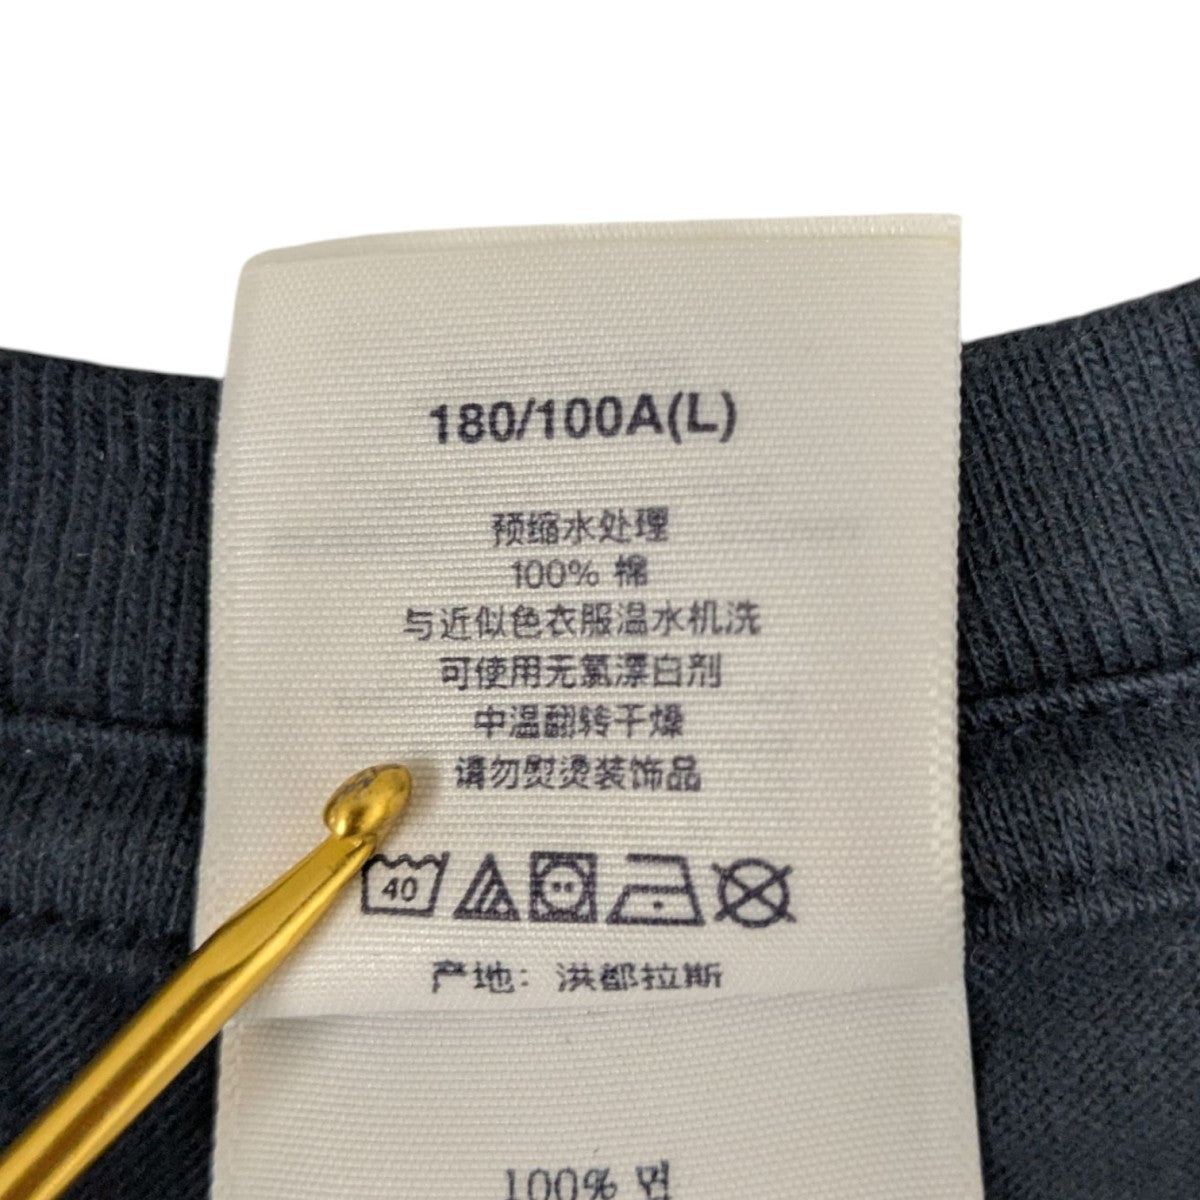 180/100A(L)
预缩水处理
100% 棉
与近似色衣服温水机洗
可使用无氯漂白剂
中温翻转干燥
请勿熨烫装饰品
40
产地: 洪都拉斯
100% 면